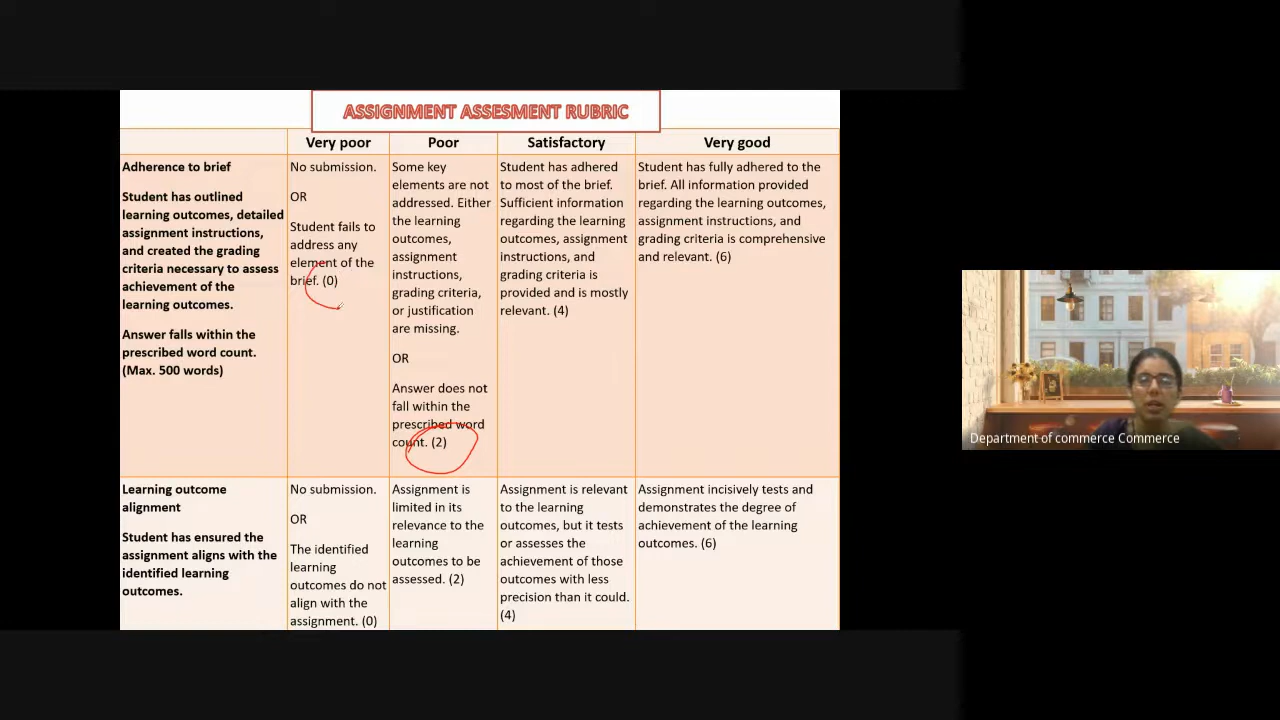 ASSIGNMENT ASSESMENT RUBRIC
Very poor
Poor
Satisfactory
Very good
Adherence to brief
Student has outlined
learning outcomes, detailed
assignment instructions,
and created the grading
criteria necessary to assess
achievement of the
learning outcomes.
Answer falls within the
prescribed word count.
(Max. 500 words)
No submission.
OR
Student fails to
address any
element of the
brief. (0)
Some key
elements are not
addressed. Either
the learning
outcomes,
assignment
instructions,
grading criteria,
or justification
are missing.
OR
Answer does not
fall within the
prescribed word
count. (2)
Student has adhered
to most of the brief.
Sufficient information
regarding the learning
outcomes, assignment
instructions, and
grading criteria is
provided and is mostly
relevant. (4)
Student has fully adhered to the
brief. All information provided
regarding the learning outcomes,
assignment instructions, and
grading criteria is comprehensive
and relevant. (6)
Learning outcome
alignment
Student has ensured the
assignment aligns with the
identified learning
outcomes.
No submission.
OR
The identified
learning
outcomes do not
align with the
assignment. (0)
Assignment is
limited in its
relevance to the
learning
outcomes to be
assessed. (2)
Assignment is relevant
to the learning
outcomes, but it tests
or assesses the
achievement of those
outcomes with less
precision than it could.
(4)
Assignment incisively tests and
demonstrates the degree of
achievement of the learning
outcomes. (6)
Department of commerce Commerce